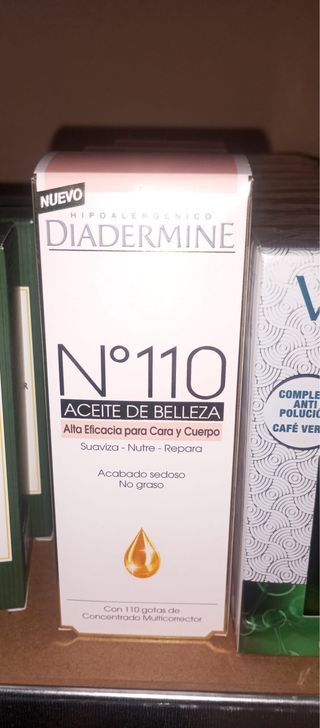 NUEVO
HIPOALERGÉNICO
DIADERMINE
Nº110
ACEITE DE BELLEZA
Alta Eficacia para Cara y Cuerpo
Suaviza - Nutre - Repara
Acabado sedoso
No graso
Con 110 gotas de
Concentrado Multicorrector
COMPLE
ANTI
POLUCIÓ
CAFÉ VER